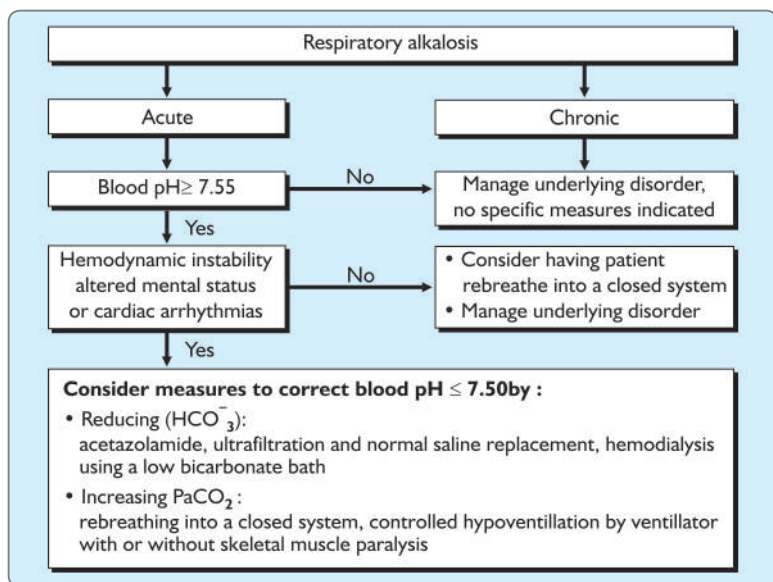 Respiratory alkalosis
Acute
Chronic
Blood pH≥ 7.55
No
Manage underlying disorder,
no specific measures indicated
Yes
Hemodynamic instability
altered mental status
or cardiac arrhythmias
No
• Consider having patient
rebreathe into a closed system
• Manage underlying disorder
Yes
Consider measures to correct blood pH ≤ 7.50by :
• Reducing (HCO⁻₃):
acetazolamide, ultrafiltration and normal saline replacement, hemodialysis
using a low bicarbonate bath
• Increasing PaCO₂ :
rebreathing into a closed system, controlled hypoventillation by ventillator
with or without skeletal muscle paralysis